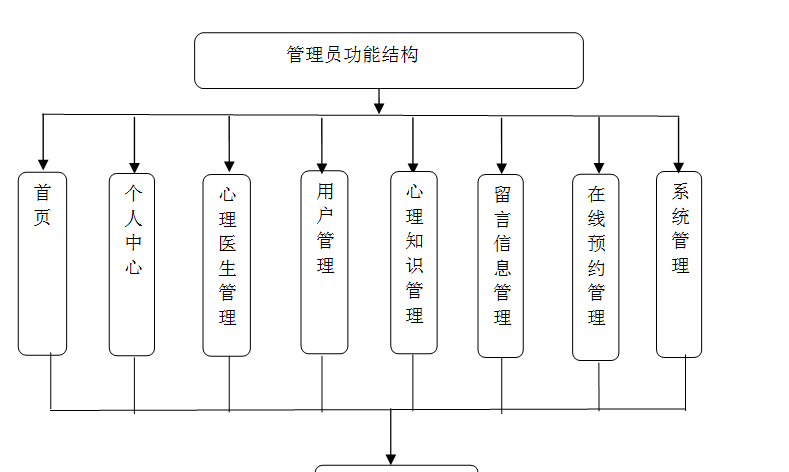 管理员功能结构
首页
个人中心
心理医生管理
用户管理
心理知识管理
留言信息管理
在线预约管理
系统管理